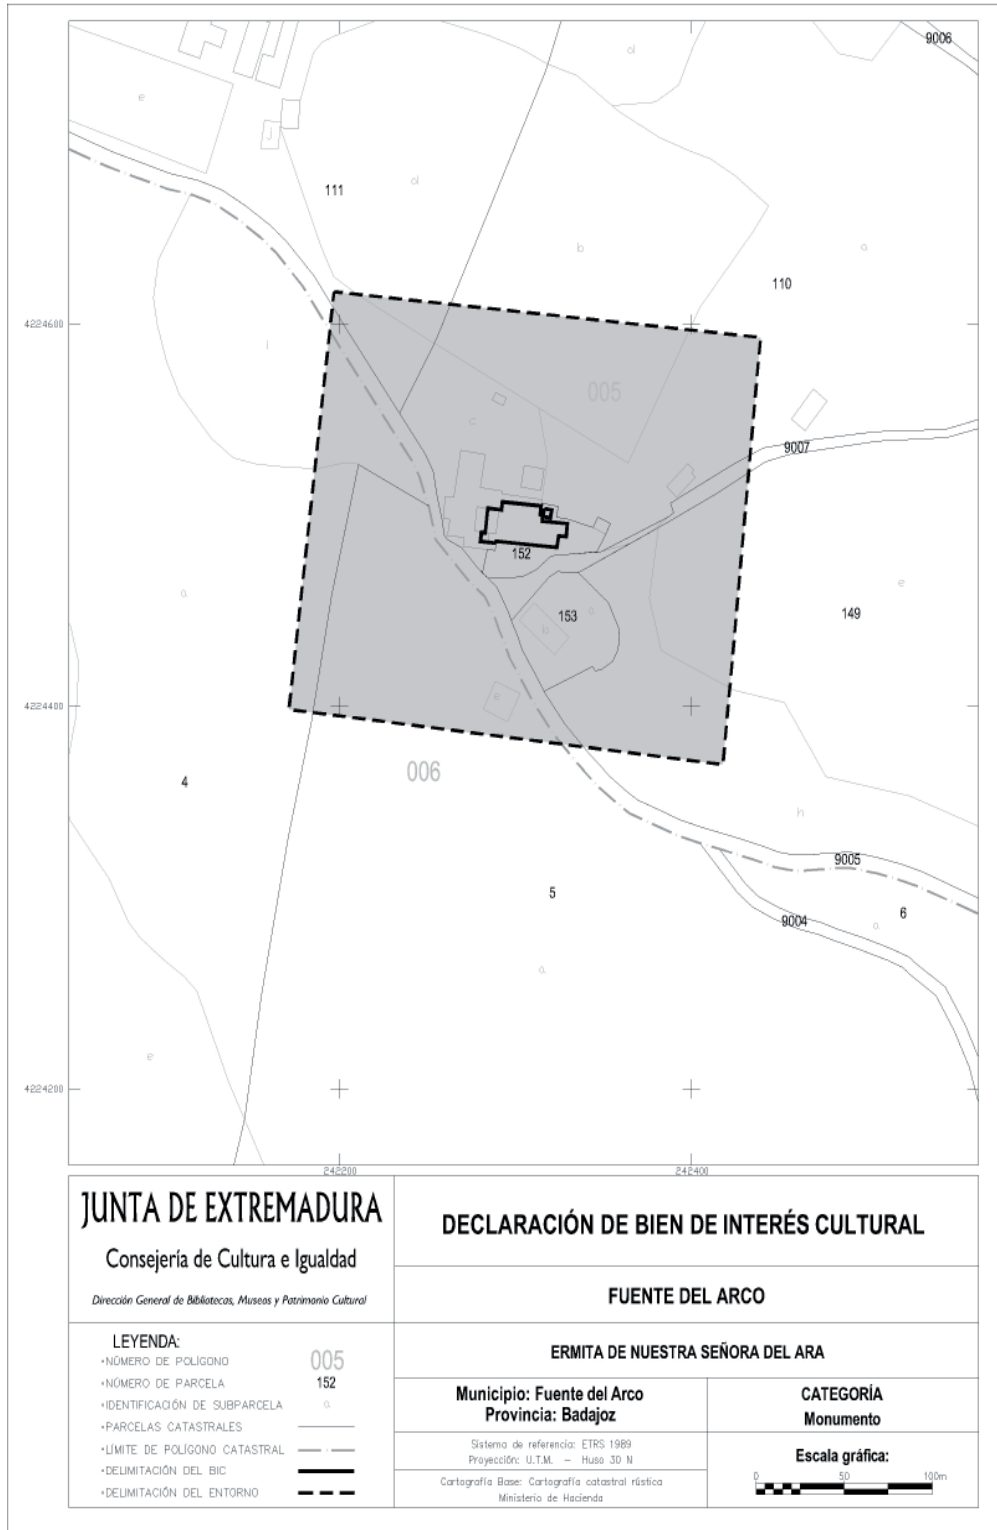 9006
d
e
J
d
111
b
a
110
4224600
i
005
c
9007
152
a
e
153
a
149
b
e
4224400
006
4
h
9005
5
6
9004
a
a
e
4224200
242200
242400
JUNTA DE EXTREMADURA
Consejería de Cultura e Igualdad
Dirección General de Bibliotecas, Museos y Patrimonio Cultural
DECLARACIÓN DE BIEN DE INTERÉS CULTURAL
FUENTE DEL ARCO
ERMITA DE NUESTRA SEÑORA DEL ARA
LEYENDA:
•NÚMERO DE POLÍGONO 005
•NÚMERO DE PARCELA 152
•IDENTIFICACIÓN DE SUBPARCELA a
•PARCELAS CATASTRALES
•LÍMITE DE POLÍGONO CATASTRAL
•DELIMITACIÓN DEL BIC
•DELIMITACIÓN DEL ENTORNO
Municipio: Fuente del Arco
Provincia: Badajoz
Sistema de referencia: ETRS 1989
Proyección: U.T.M. – Huso 30 N
Cartografía Base: Cartografía catastral rústica
Ministerio de Hacienda
CATEGORÍA
Monumento
Escala gráfica:
0 50 100m